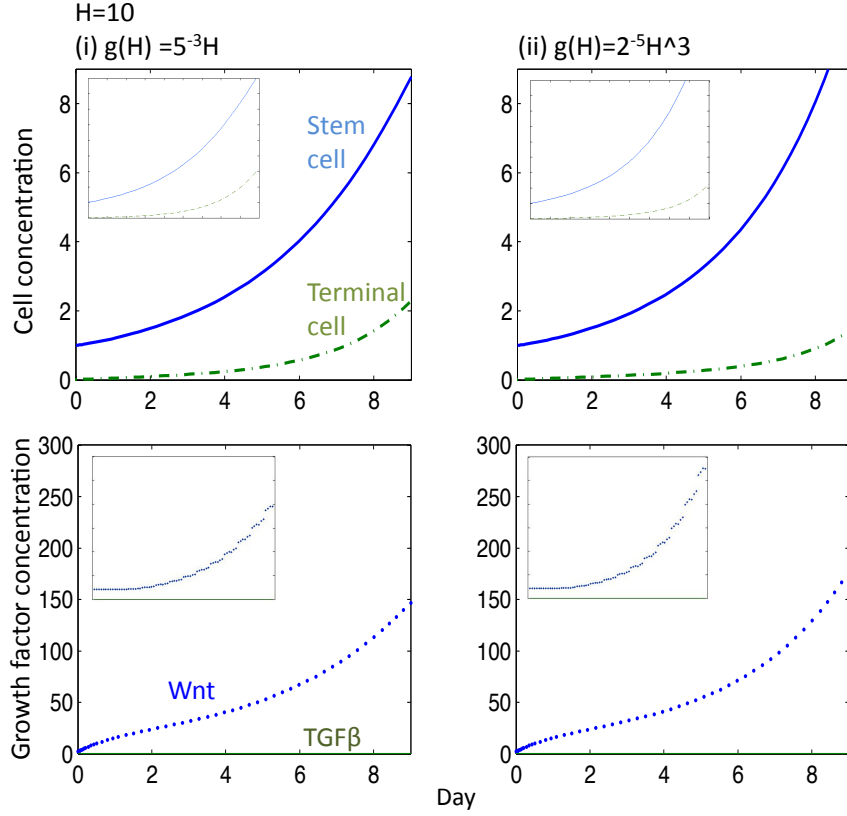 H=10
(i) g(H) =5⁻³H
(ii) g(H)=2⁻⁵H^3
Cell concentration
8
6
4
2
0
Stem
cell
Terminal
cell
0 2 4 6 8
8
6
4
2
0
0 2 4 6 8
Growth factor concentration
300
250
200
150
100
50
0
Wnt
TGFβ
0 2 4 6 8
300
250
200
150
100
50
0
0 2 4 6 8
Day